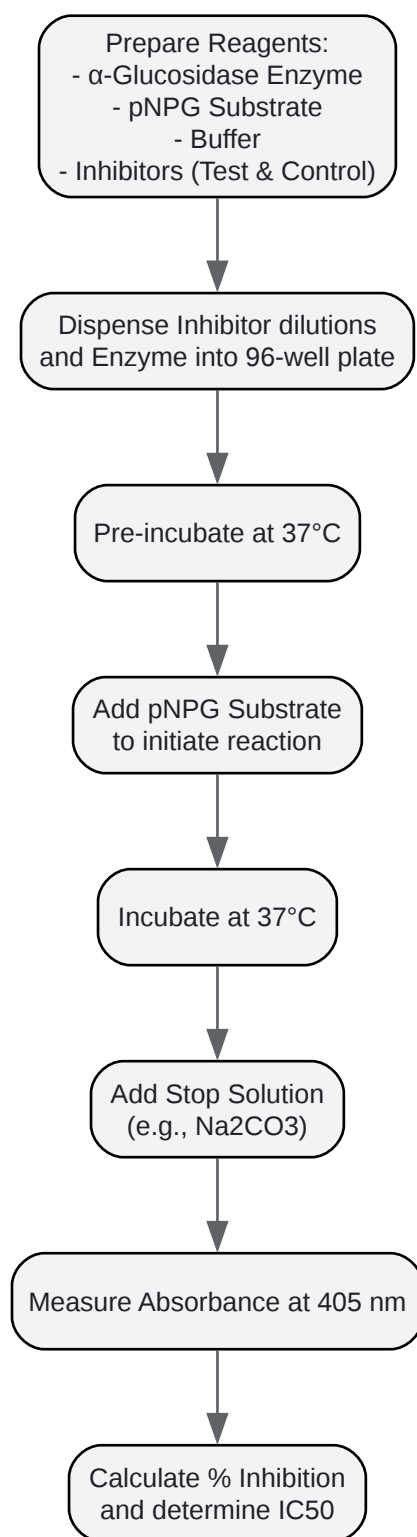 Prepare Reagents:
- α-Glucosidase Enzyme
- pNPG Substrate
- Buffer
- Inhibitors (Test & Control)
Dispense Inhibitor dilutions
and Enzyme into 96-well plate
Pre-incubate at 37°C
Add pNPG Substrate
to initiate reaction
Incubate at 37°C
Add Stop Solution
(e.g., Na2CO3)
Measure Absorbance at 405 nm
Calculate % Inhibition
and determine IC50